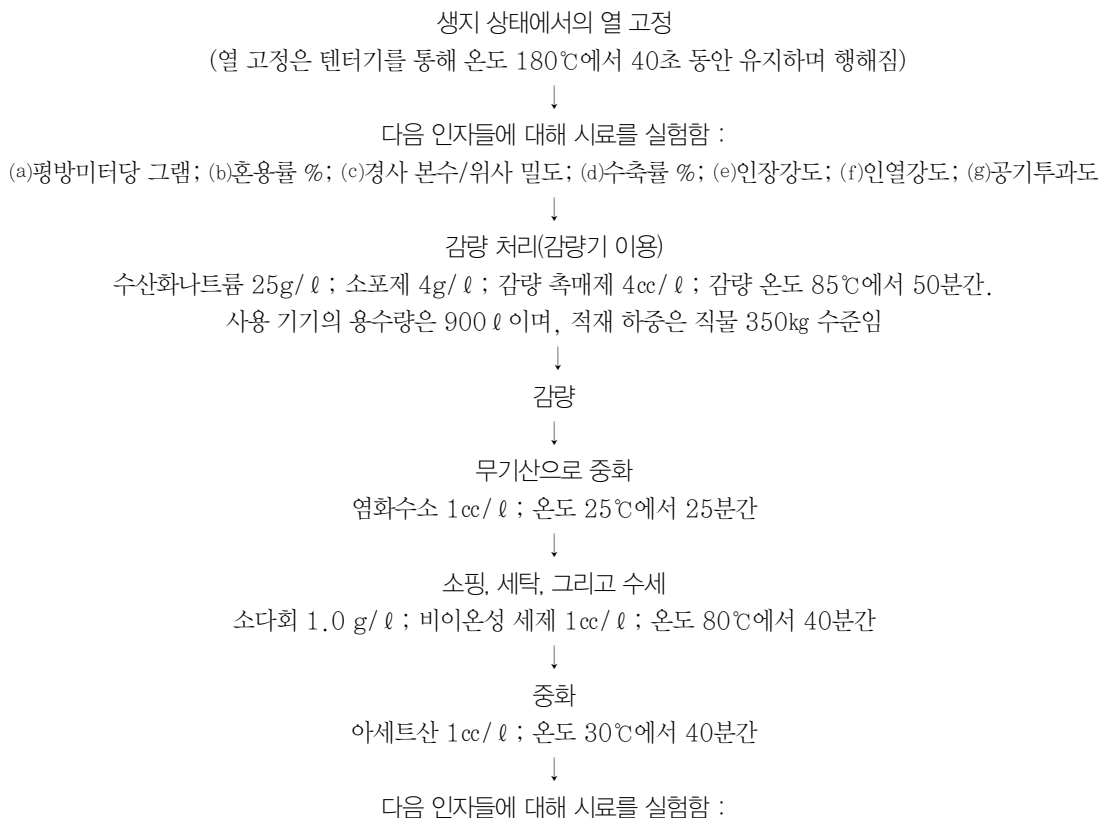 생지 상태에서의 열 고정
(열 고정은 텐터기를 통해 온도 180℃에서 40초 동안 유지하며 행해짐)
↓
다음 인자들에 대해 시료를 실험함 :
⒜평방미터당 그램; ⒝혼용률 %; ⒞경사 본수/위사 밀도; ⒟수축률 %; ⒠인장강도; ⒡인열강도; ⒢공기투과도
↓
감량 처리(감량기 이용)
수산화나트륨 25g/ℓ ; 소포제 4g/ℓ ; 감량 촉매제 4㏄/ℓ ; 감량 온도 85℃에서 50분간.
사용 기기의 용수량은 900ℓ이며, 적재 하중은 직물 350㎏ 수준임
↓
감량
↓
무기산으로 중화
염화수소 1㏄/ℓ ; 온도 25℃에서 25분간
↓
소핑, 세탁, 그리고 수세
소다회 1.0 g/ℓ ; 비이온성 세제 1㏄/ℓ ; 온도 80℃에서 40분간
↓
중화
아세트산 1㏄/ℓ ; 온도 30℃에서 40분간
↓
다음 인자들에 대해 시료를 실험함 :